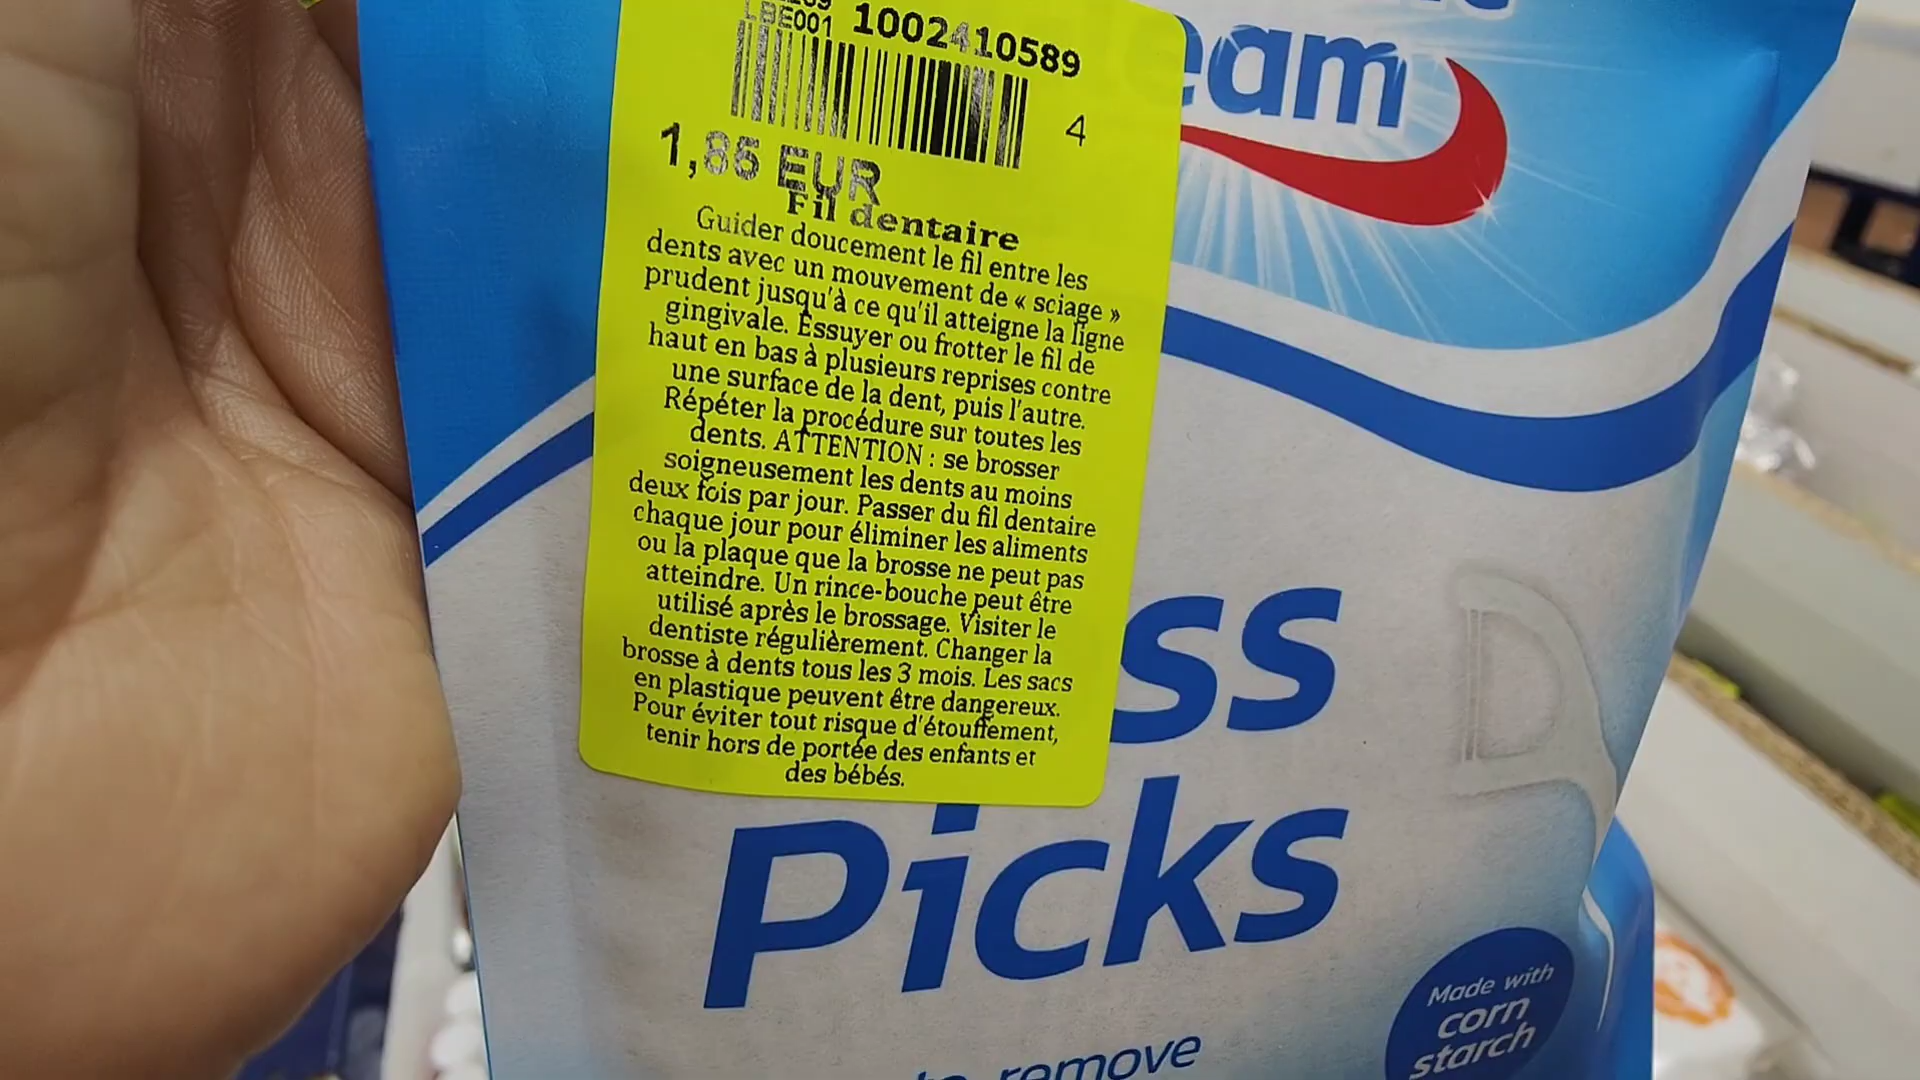 LBE001 1002410589
4
1,85 EUR
Fil dentaire
Guider doucement le fil entre les
dents avec un mouvement de « sciage »
prudent jusqu'à ce qu'il atteigne la ligne
gingivale. Essuyer ou frotter le fil de
haut en bas à plusieurs reprises contre
une surface de la dent, puis l'autre.
Répéter la procédure sur toutes les
dents. ATTENTION : se brosser
soigneusement les dents au moins
deux fois par jour. Passer du fil dentaire
chaque jour pour éliminer les aliments
ou la plaque que la brosse ne peut pas
atteindre. Un rince-bouche peut être
utilisé après le brossage. Visiter le
dentiste régulièrement. Changer la
brosse à dents tous les 3 mois. Les sacs
en plastique peuvent être dangereux.
Pour éviter tout risque d'étouffement,
tenir hors de portée des enfants et
des bébés.
eam
ss
Picks
remove
Made with
corn
starch